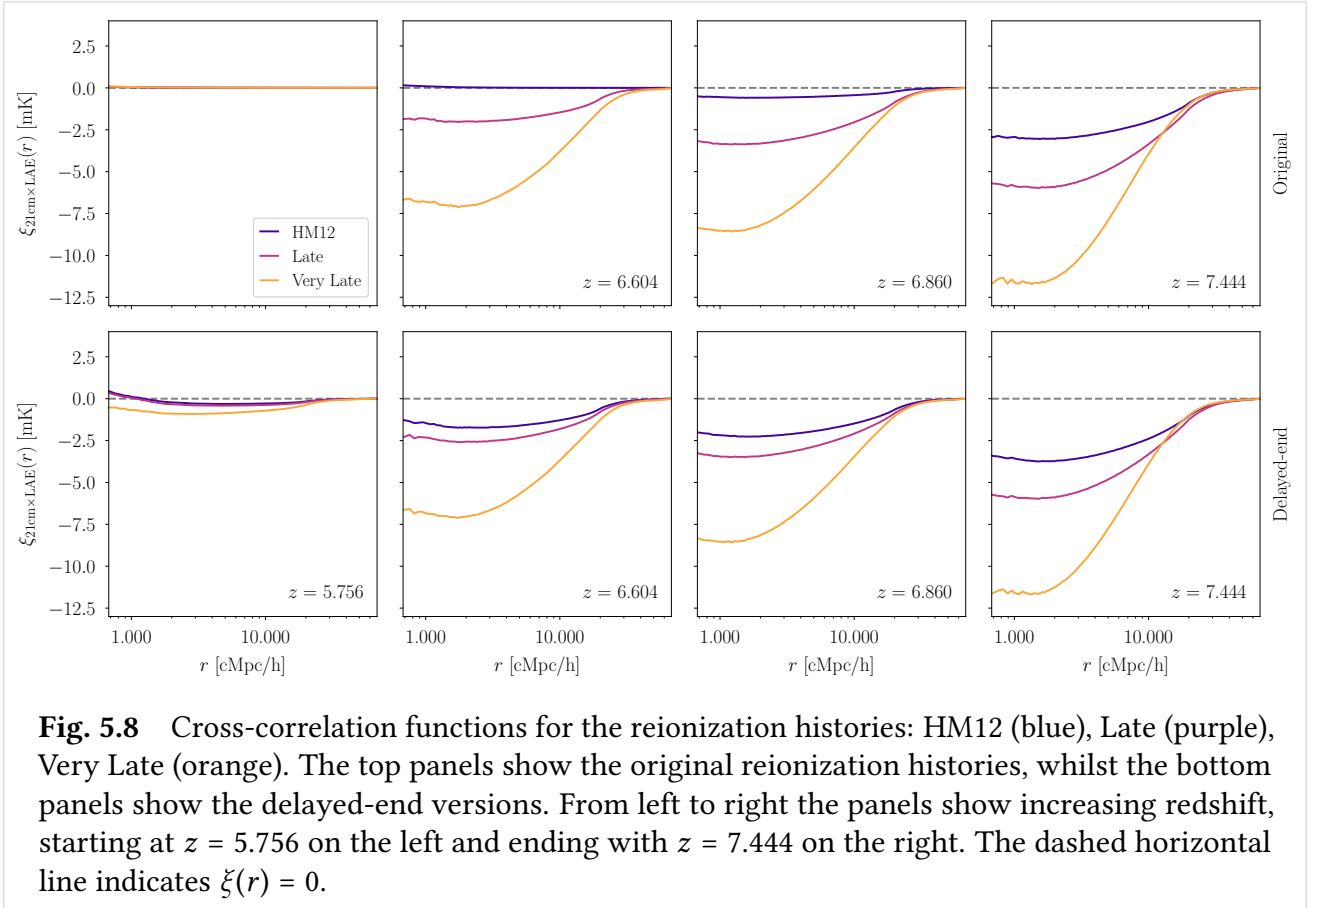 2.5
0.0
−2.5
−5.0
−7.5
−10.0
−12.5
ξ21cm×LAE(r) [mK]
HM12
Late
Very Late
z = 6.604
z = 6.860
z = 7.444
Original
2.5
0.0
−2.5
−5.0
−7.5
−10.0
−12.5
ξ21cm×LAE(r) [mK]
z = 5.756
z = 6.604
z = 6.860
z = 7.444
Delayed-end
1.000 10.000 1.000 10.000 1.000 10.000 1.000 10.000
r [cMpc/h] r [cMpc/h] r [cMpc/h] r [cMpc/h]
Fig. 5.8 Cross-correlation functions for the reionization histories: HM12 (blue), Late (purple),
Very Late (orange). The top panels show the original reionization histories, whilst the bottom
panels show the delayed-end versions. From left to right the panels show increasing redshift,
starting at z = 5.756 on the left and ending with z = 7.444 on the right. The dashed horizontal
line indicates ξ(r) = 0.